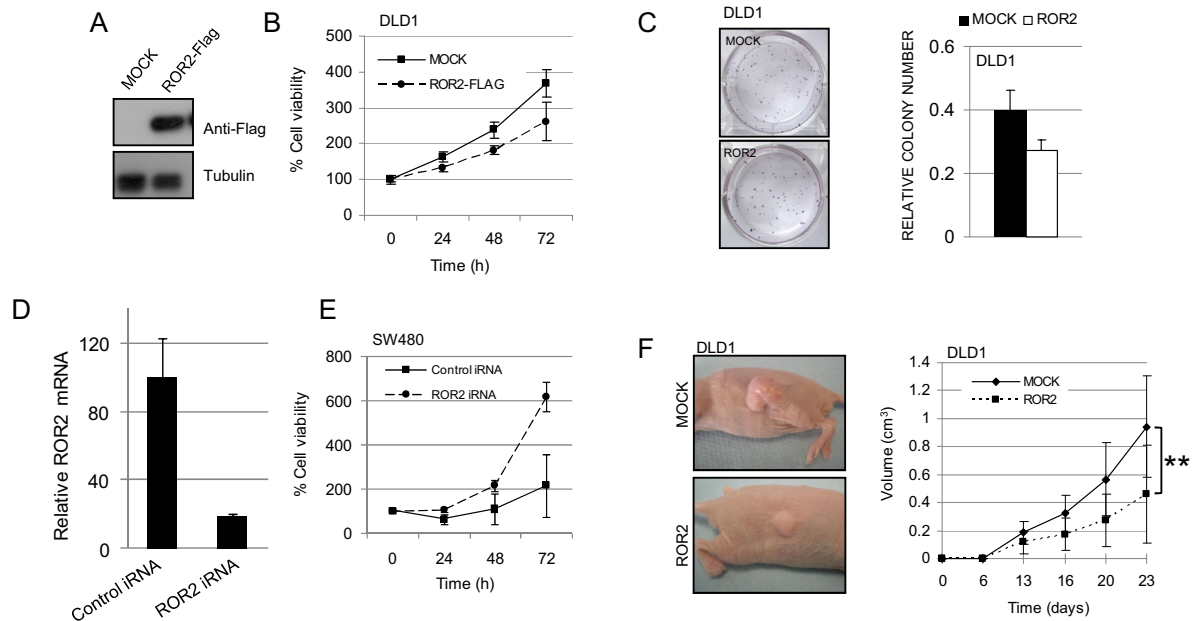 A
MOCK
ROR2-Flag
Anti-Flag
Tubulin
B
DLD1
500
400
300
200
100
0
% Cell viability
MOCK
ROR2-FLAG
0 24 48 72
Time (h)
C
DLD1
MOCK
ROR2
MOCK ROR2
DLD1
0.6
0.4
0.2
0
RELATIVE COLONY NUMBER
D
120
80
40
0
Relative ROR2 mRNA
Control iRNA
ROR2 iRNA
E
SW480
800
600
400
200
0
% Cell viability
Control iRNA
ROR2 iRNA
0 24 48 72
Time (h)
F
DLD1
MOCK
ROR2
DLD1
1.4
1.2
1
0.8
0.6
0.4
0.2
0
Volume (cm³)
MOCK
ROR2
**
0 6 13 16 20 23
Time (days)